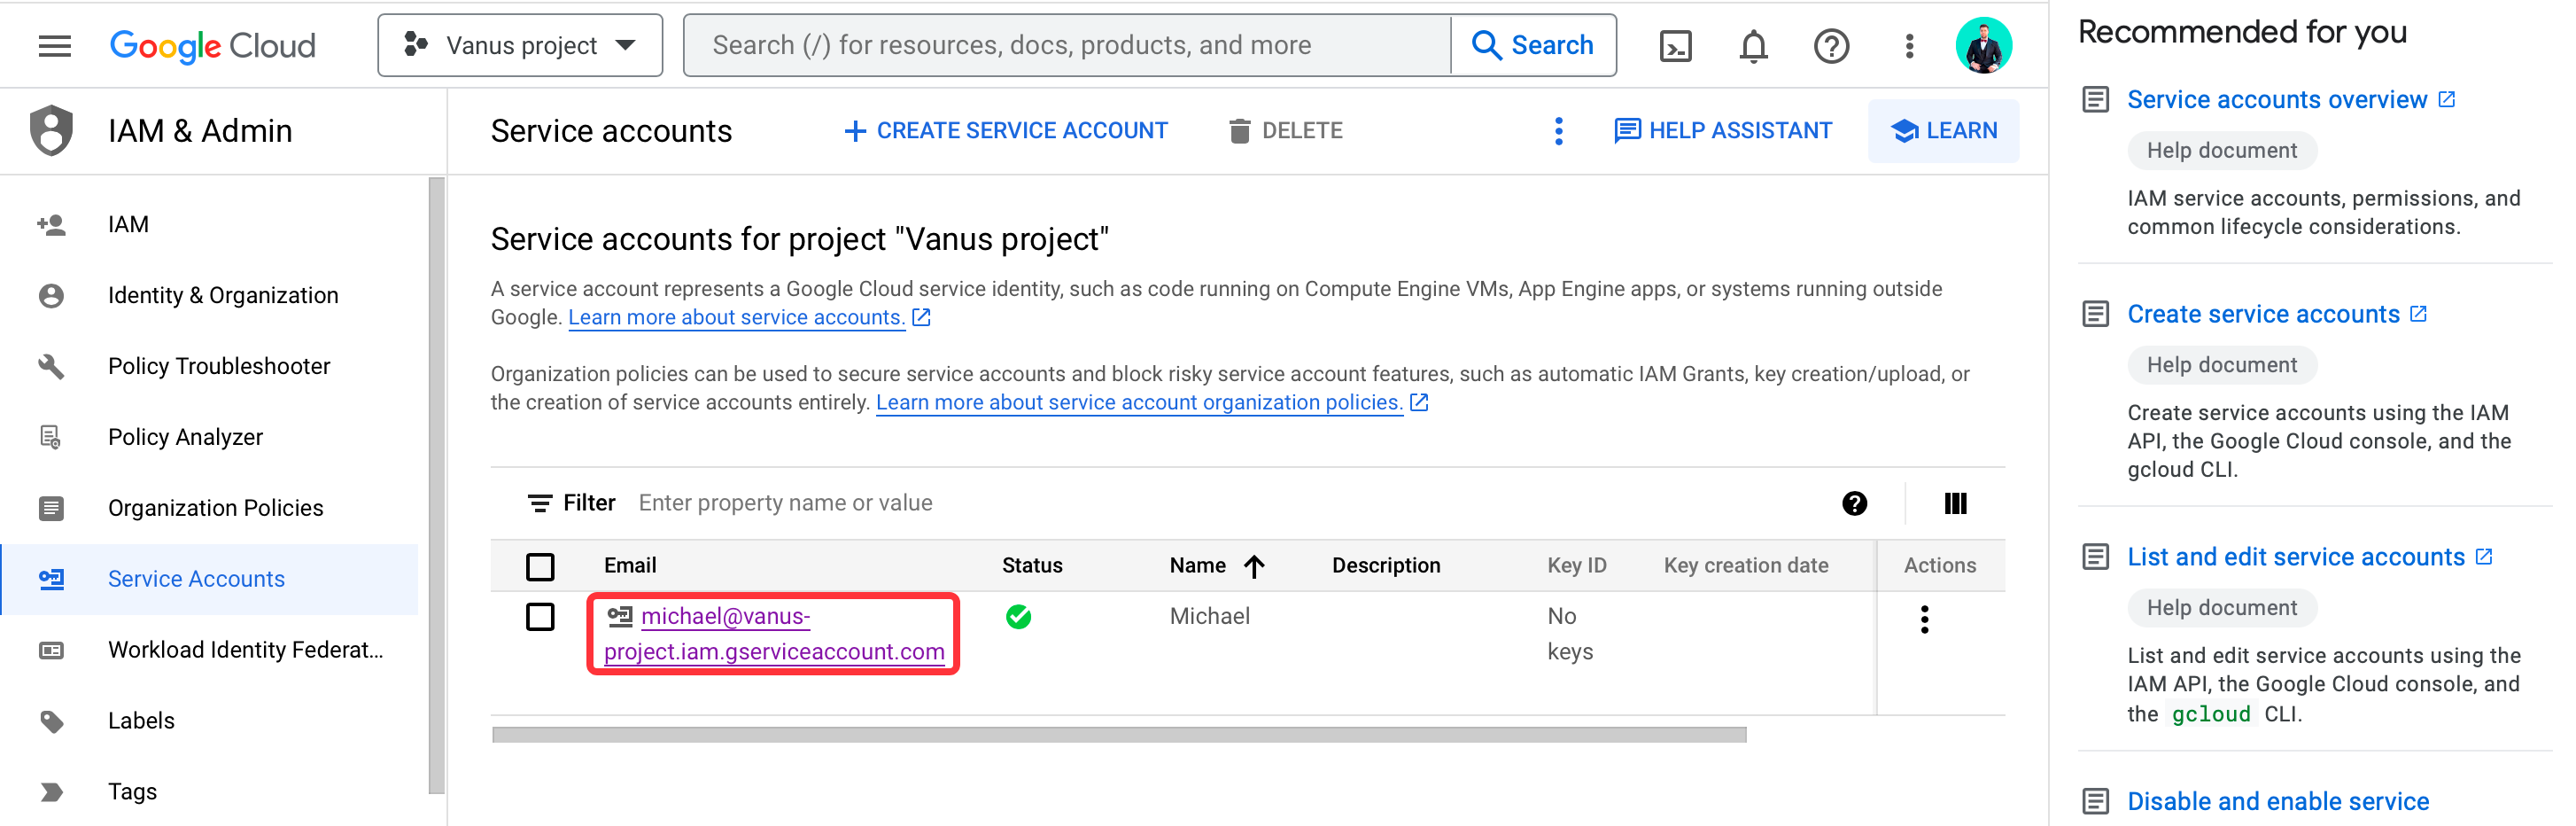 Google Cloud
Vanus project
Search (/) for resources, docs, products, and more
Search
IAM & Admin
IAM
Identity & Organization
Policy Troubleshooter
Policy Analyzer
Organization Policies
Service Accounts
Workload Identity Federat...
Labels
Tags
Service accounts
CREATE SERVICE ACCOUNT
DELETE
HELP ASSISTANT
LEARN
Service accounts for project "Vanus project"
A service account represents a Google Cloud service identity, such as code running on Compute Engine VMs, App Engine apps, or systems running outside
Google. Learn more about service accounts.
Organization policies can be used to secure service accounts and block risky service account features, such as automatic IAM Grants, key creation/upload, or
the creation of service accounts entirely. Learn more about service account organization policies.
Filter Enter property name or value
Email Status Name Description Key ID Key creation date Actions
michael@vanus- Michael No
project.iam.gserviceaccount.com keys
Recommended for you
Service accounts overview
Help document
IAM service accounts, permissions, and
common lifecycle considerations.
Create service accounts
Help document
Create service accounts using the IAM
API, the Google Cloud console, and the
gcloud CLI.
List and edit service accounts
Help document
List and edit service accounts using the
IAM API, the Google Cloud console, and
the gcloud CLI.
Disable and enable service